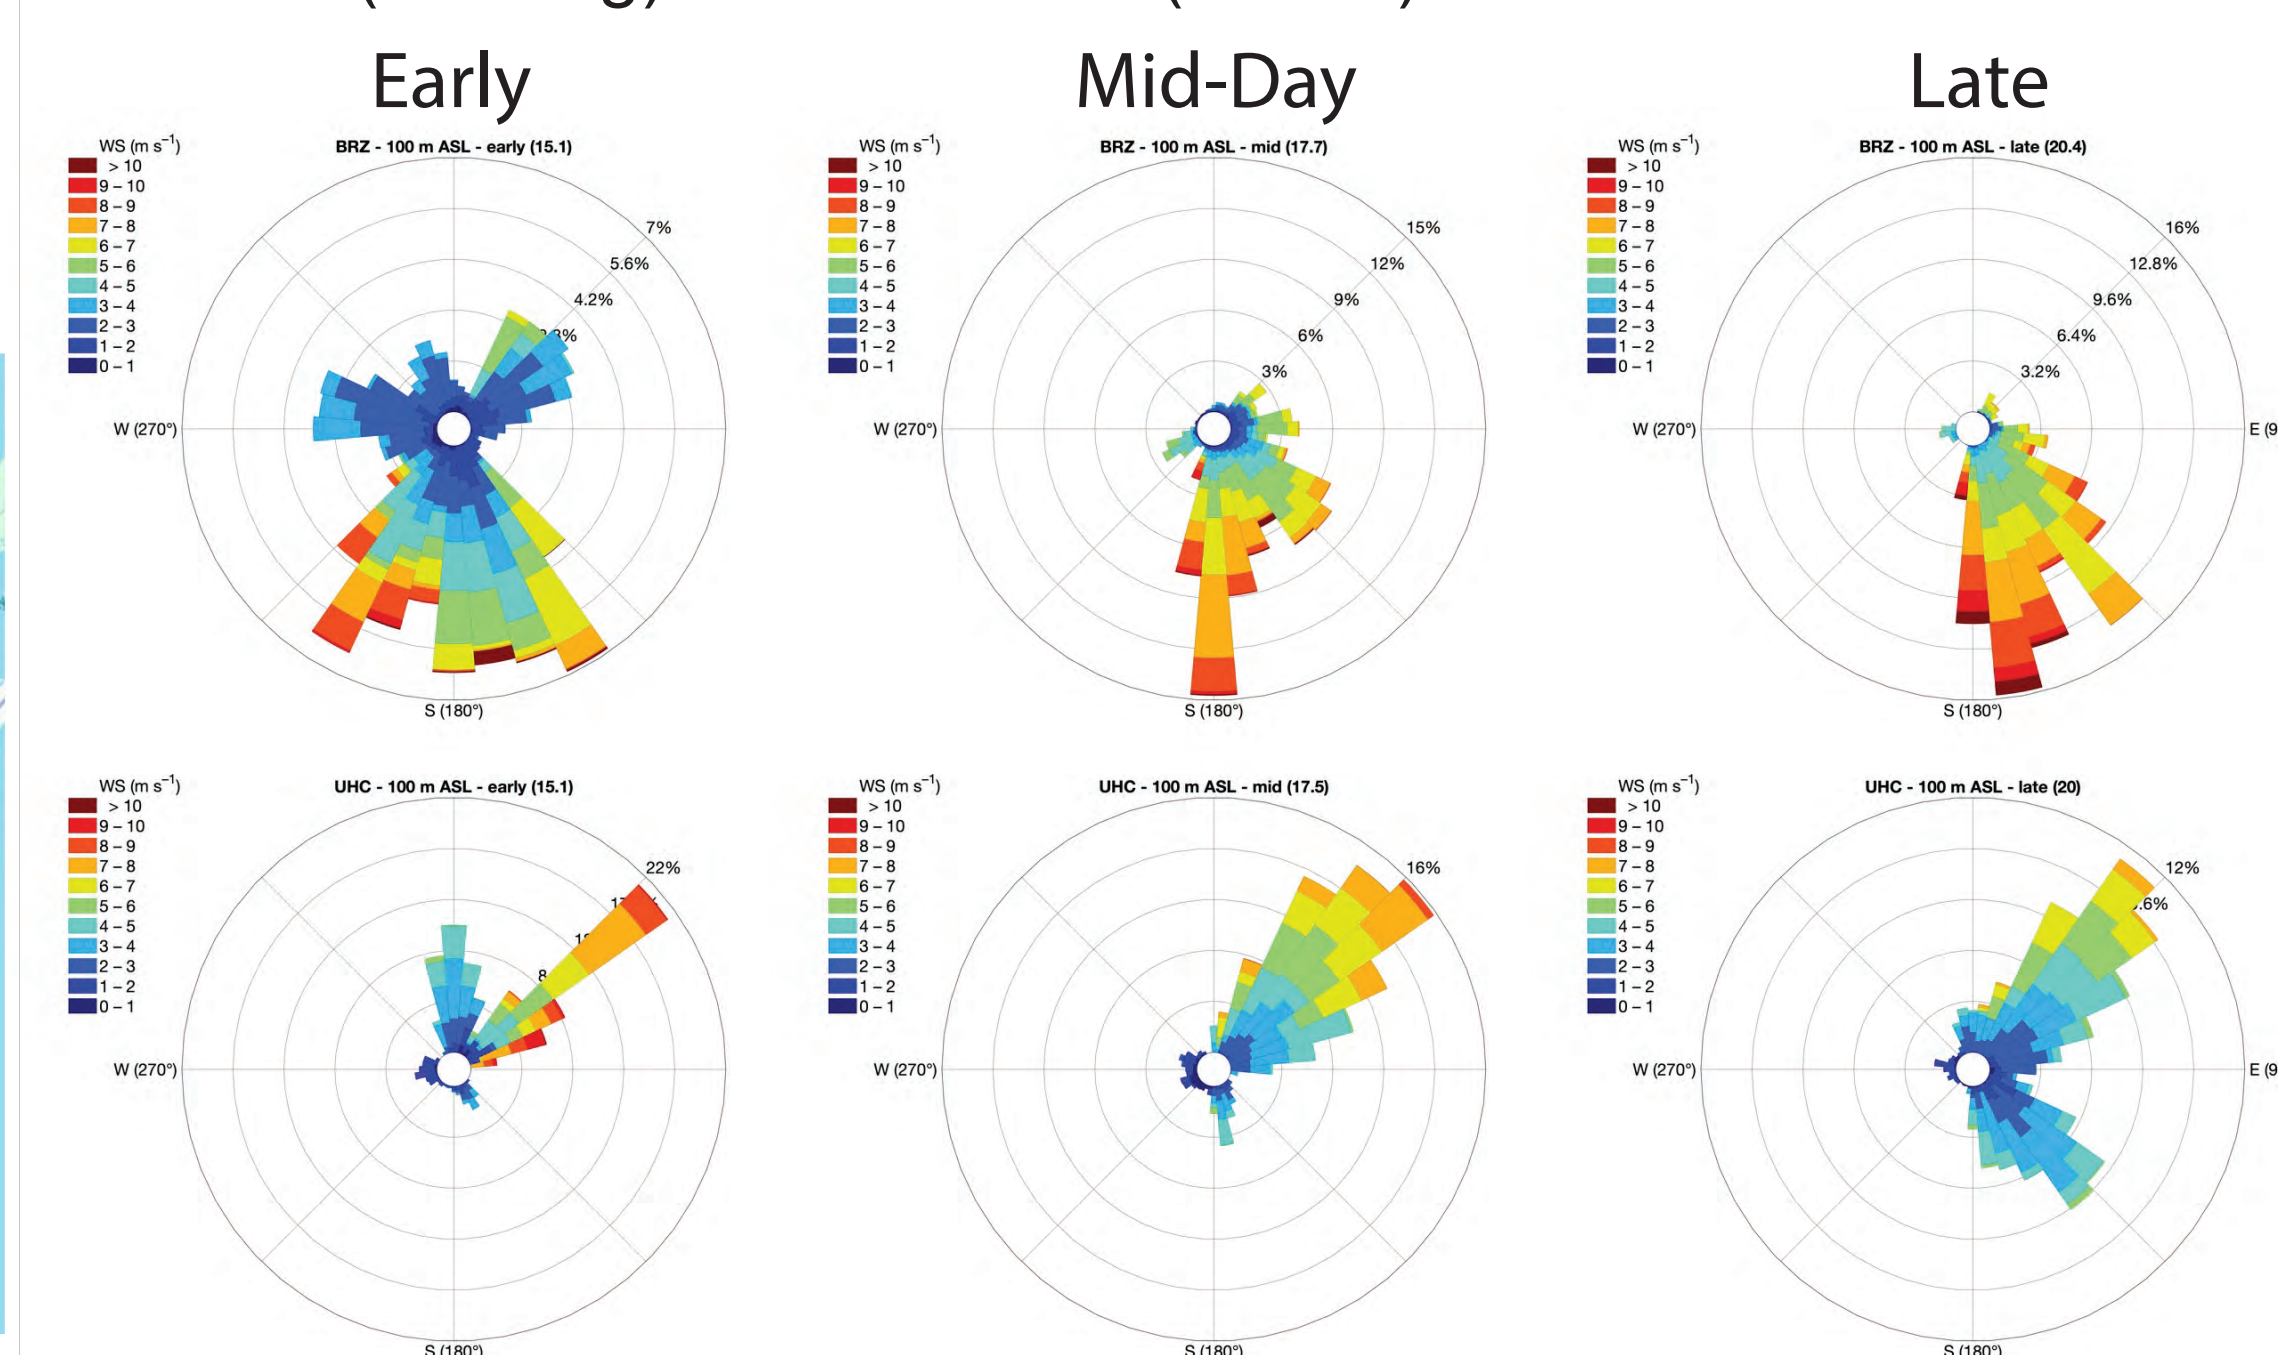 Early
Mid-Day
Late
WS (m s⁻¹)
> 10
9 – 10
8 – 9
7 – 8
6 – 7
5 – 6
4 – 5
3 – 4
2 – 3
1 – 2
0 – 1
BRZ - 100 m ASL - early (15.1)
7%
5.6%
4.2%
W (270°)
S (180°)
WS (m s⁻¹)
> 10
9 – 10
8 – 9
7 – 8
6 – 7
5 – 6
4 – 5
3 – 4
2 – 3
1 – 2
0 – 1
BRZ - 100 m ASL - mid (17.7)
15%
12%
9%
6%
3%
W (270°)
S (180°)
WS (m s⁻¹)
> 10
9 – 10
8 – 9
7 – 8
6 – 7
5 – 6
4 – 5
3 – 4
2 – 3
1 – 2
0 – 1
BRZ - 100 m ASL - late (20.4)
16%
12.8%
9.6%
6.4%
3.2%
W (270°)
E (9
S (180°)
WS (m s⁻¹)
> 10
9 – 10
8 – 9
7 – 8
6 – 7
5 – 6
4 – 5
3 – 4
2 – 3
1 – 2
0 – 1
UHC - 100 m ASL - early (15.1)
22%
W (270°)
S (180°)
WS (m s⁻¹)
> 10
9 – 10
8 – 9
7 – 8
6 – 7
5 – 6
4 – 5
3 – 4
2 – 3
1 – 2
0 – 1
UHC - 100 m ASL - mid (17.5)
16%
W (270°)
S (180°)
WS (m s⁻¹)
> 10
9 – 10
8 – 9
7 – 8
6 – 7
5 – 6
4 – 5
3 – 4
2 – 3
1 – 2
0 – 1
UHC - 100 m ASL - late (20)
12%
W (270°)
E (9
S (180°)